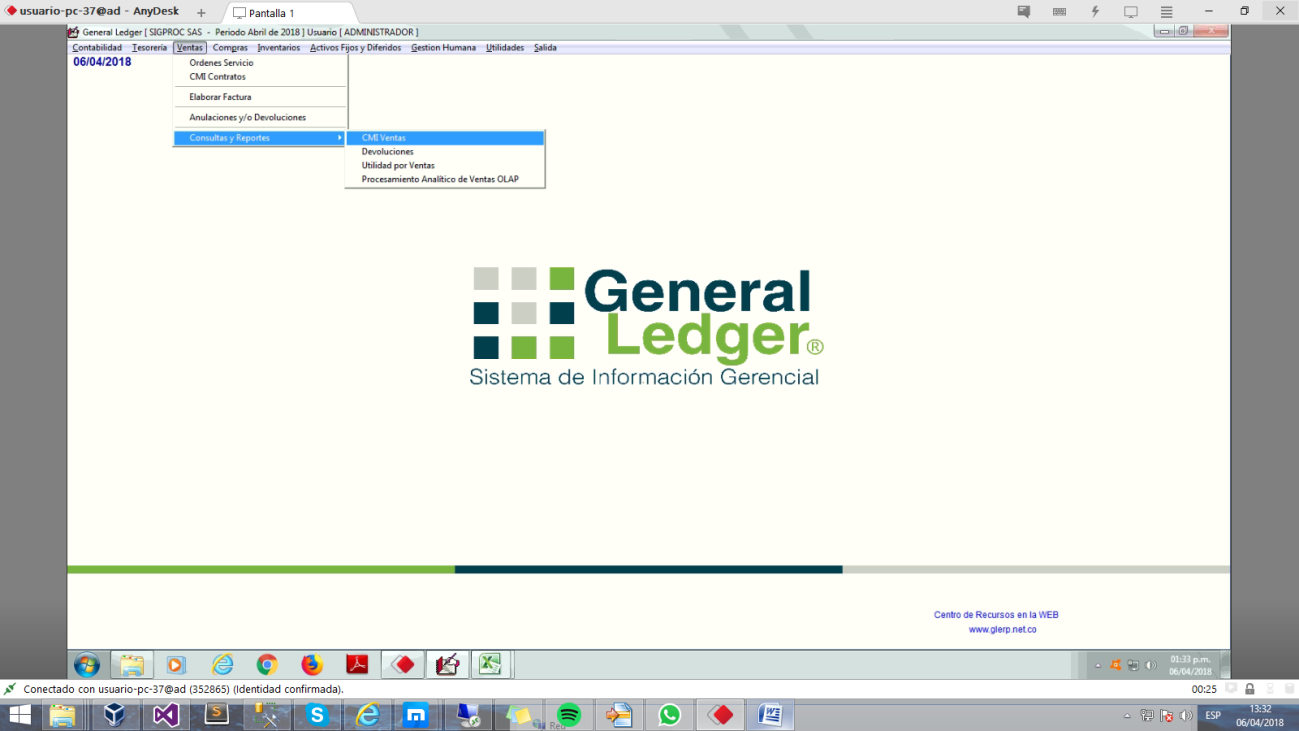 usuario-pc-37@ad - AnyDesk
Pantalla 1
General Ledger [ SIGPROC SAS - Periodo Abril de 2018 ] Usuario [ ADMINISTRADOR ]
Contabilidad Tesorería Ventas Compras Inventarios Activos Fijos y Diferidos Gestion Humana Utilidades Salida
06/04/2018
Ordenes Servicio
CMI Contratos
Elaborar Factura
Anulaciones y/o Devoluciones
Consultas y Reportes
CMI Ventas
Devoluciones
Utilidad por Ventas
Procesamiento Analítico de Ventas OLAP
General
Ledger®
Sistema de Información Gerencial
Centro de Recursos en la WEB
www.glerp.net.co
01:33 p.m.
06/04/2018
Conectado con usuario-pc-37@ad (352865) (Identidad confirmada).
00:25
Red
ESP
13:32
06/04/2018